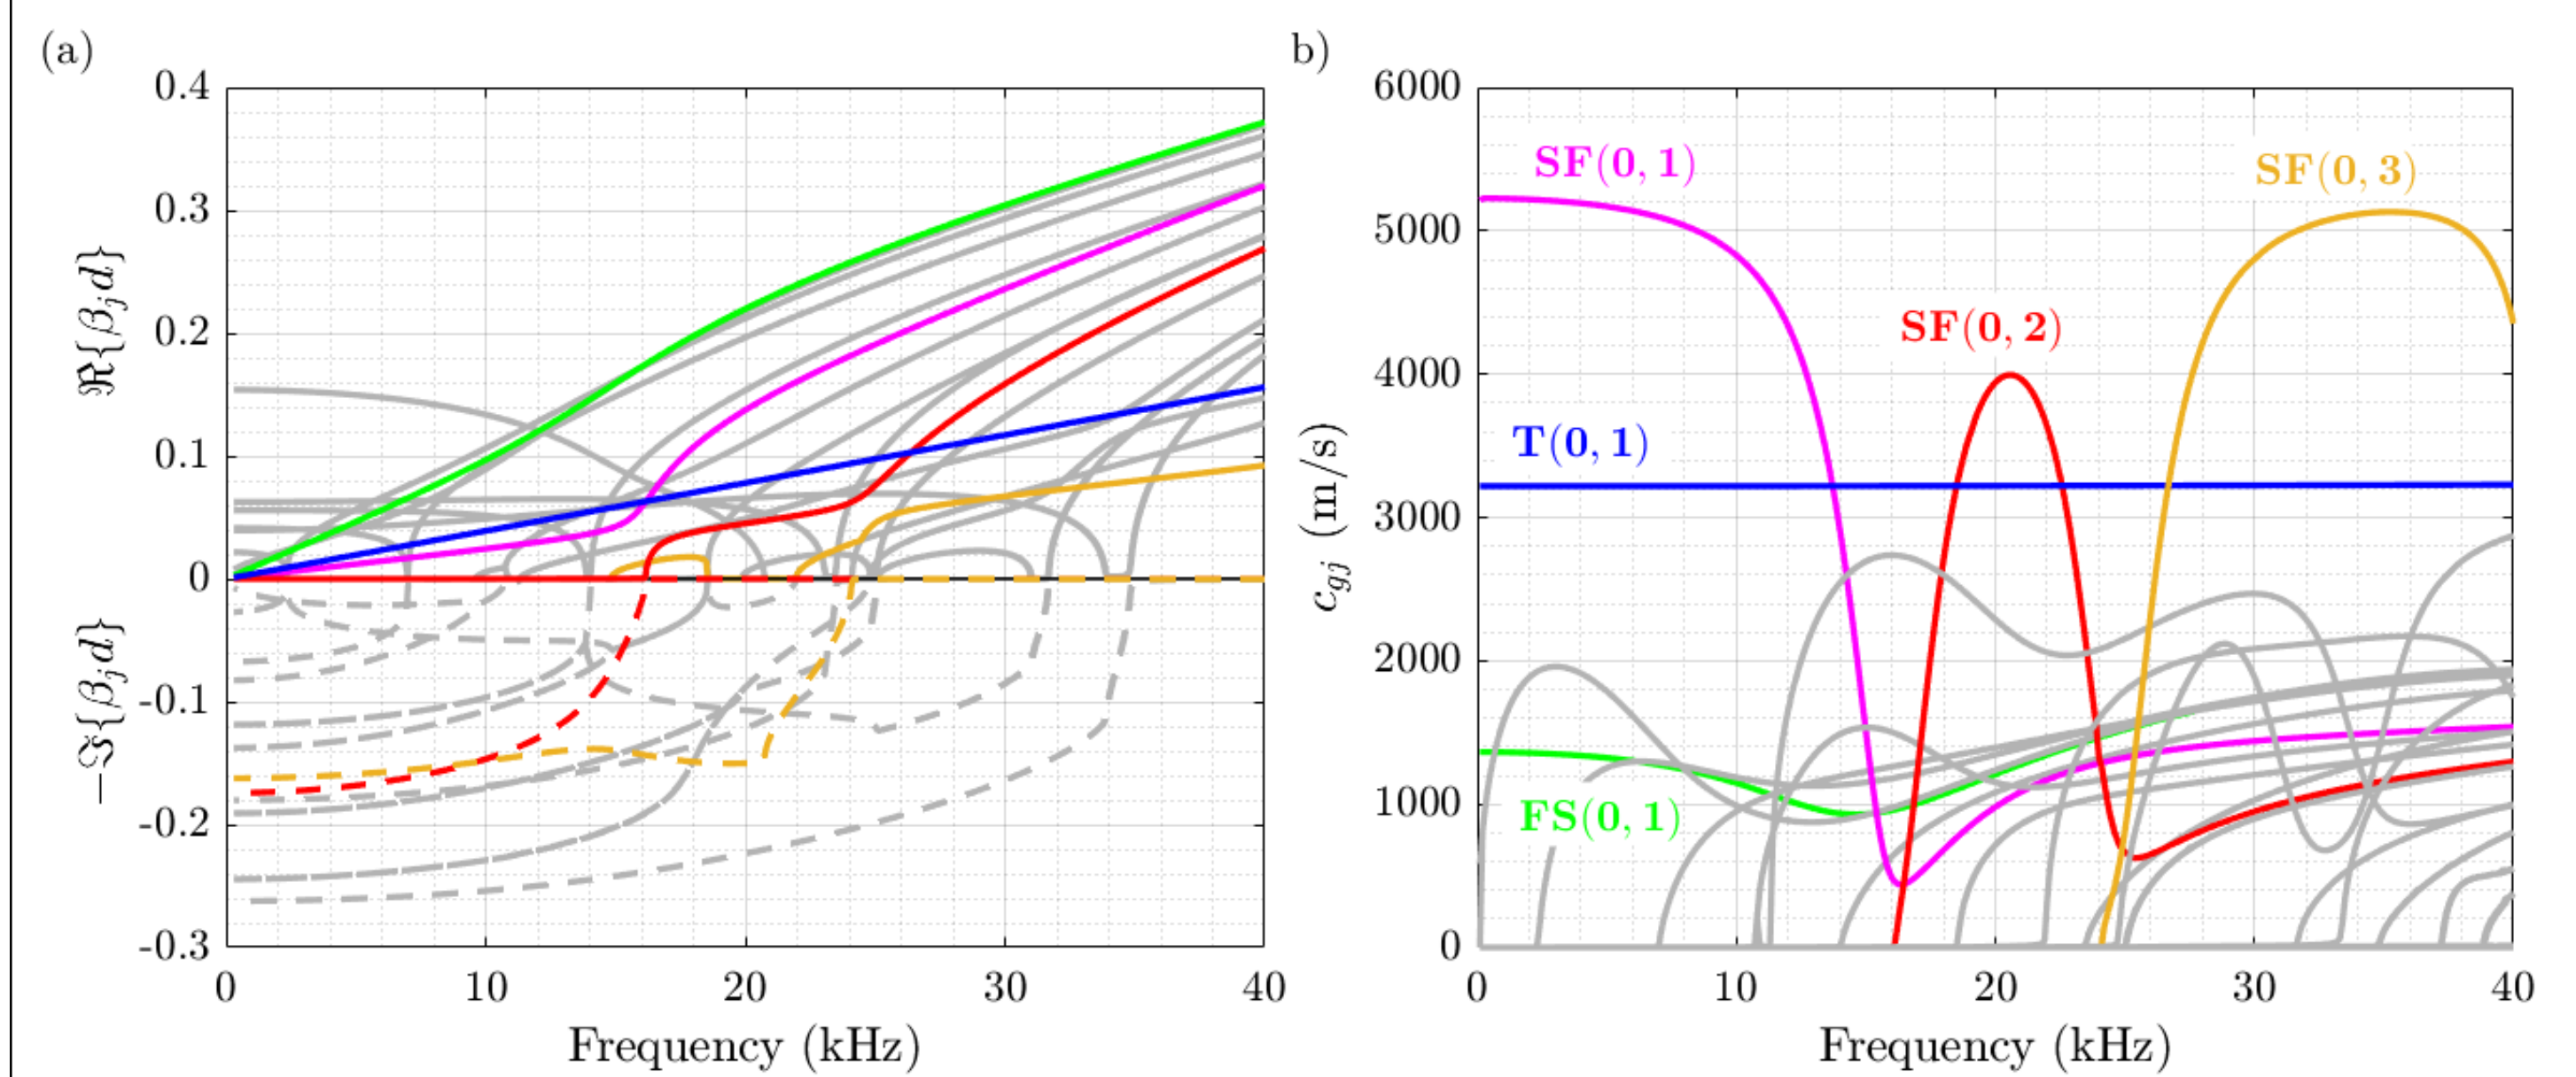 (a)
0.4
0.3
0.2
0.1
0
-0.1
-0.2
-0.3
ℜ{β_j d}
−ℑ{β_j d}
0 10 20 30 40
Frequency (kHz)
b)
6000
5000
4000
3000
2000
1000
0
c_{gj} (m/s)
SF(0, 1)
SF(0, 3)
SF(0, 2)
T(0, 1)
FS(0, 1)
0 10 20 30 40
Frequency (kHz)